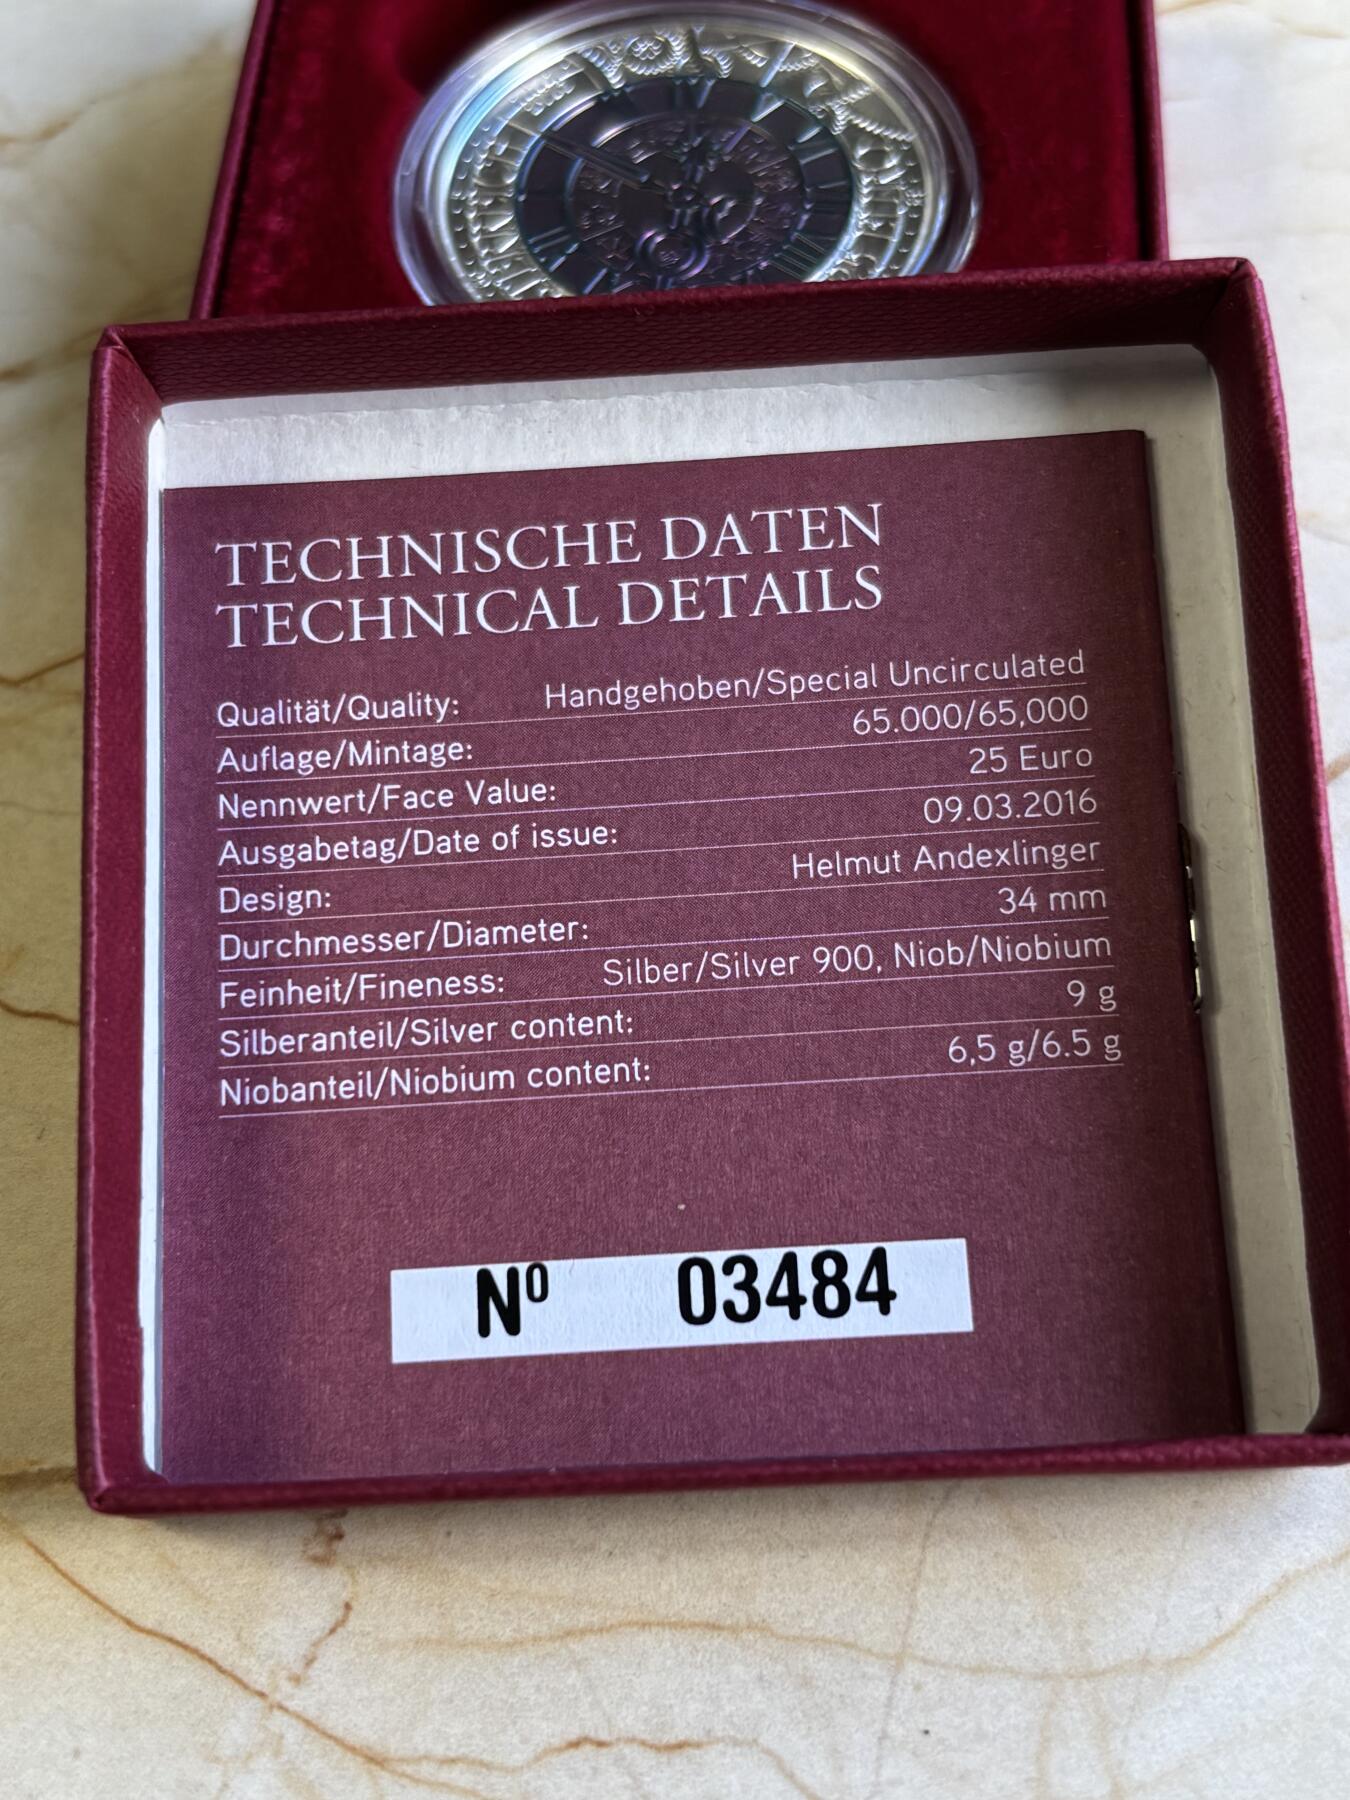 TECHNISCHE DATEN
TECHNICAL DETAILS
Qualität/Quality: Handgehoben/Special Uncirculated
Auflage/Mintage: 65.000/65,000
Nennwert/Face Value: 25 Euro
Ausgabetag/Date of issue: 09.03.2016
Design: Helmut Andexlinger
Durchmesser/Diameter: 34 mm
Feinheit/Fineness: Silber/Silver 900, Niob/Niobium
Silberanteil/Silver content: 9 g
Niobanteil/Niobium content: 6,5 g/6.5 g
Nº 03484